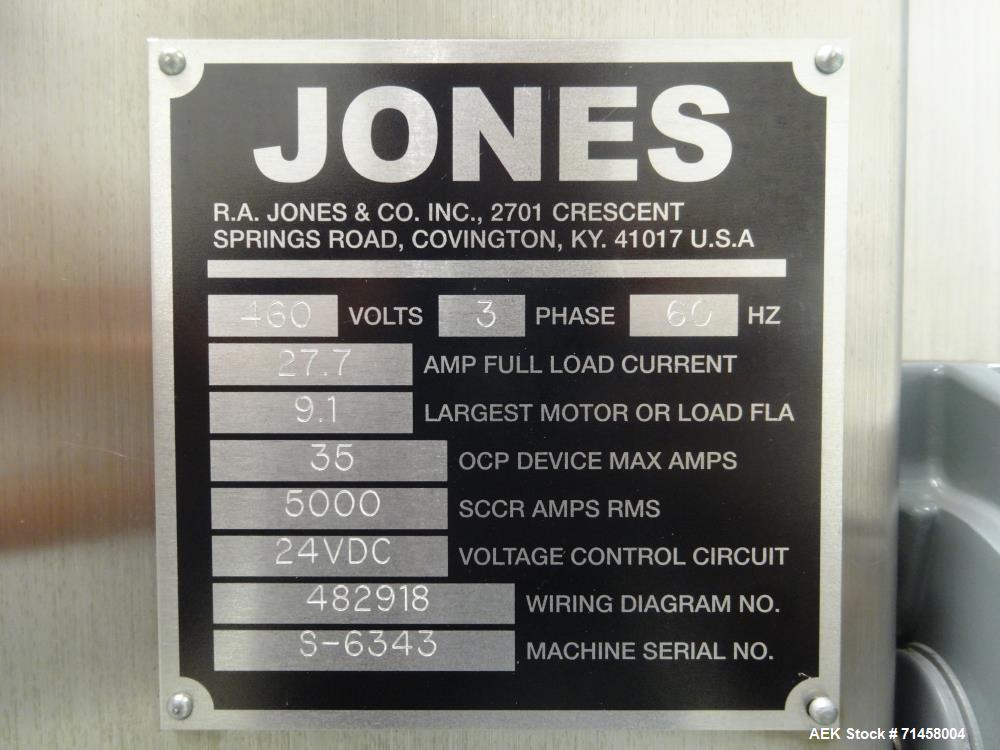 JONES
R.A. JONES & CO. INC., 2701 CRESCENT
SPRINGS ROAD, COVINGTON, KY. 41017 U.S.A
460 VOLTS 3 PHASE 60 HZ
27.7 AMP FULL LOAD CURRENT
9.1 LARGEST MOTOR OR LOAD FLA
35 OCP DEVICE MAX AMPS
5000 SCCR AMPS RMS
24VDC VOLTAGE CONTROL CIRCUIT
482918 WIRING DIAGRAM NO.
S-6343 MACHINE SERIAL NO.
AEK Stock #71458004